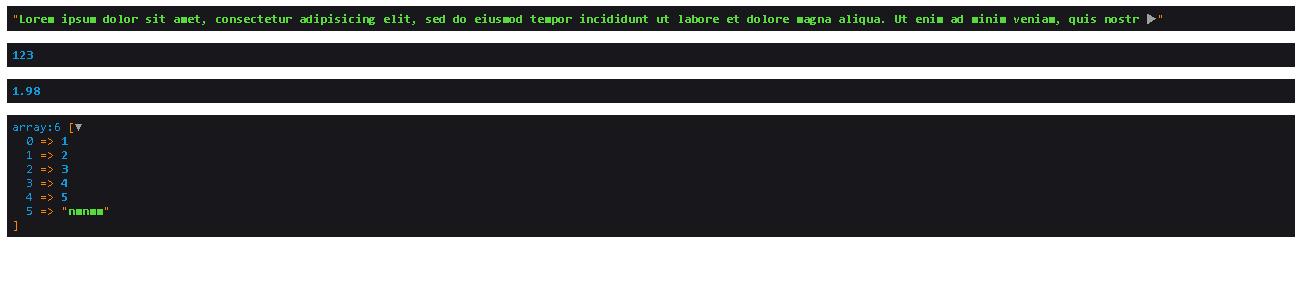 "Lorem ipsum dolor sit amet, consectetur adipisicing elit, sed do eiusmod tempor incididunt ut labore et dolore magna aliqua. Ut enim ad minim veniam, quis nostr ▶"
123
1.98
array:6 [▼
0 => 1
1 => 2
2 => 3
3 => 4
4 => 5
5 => "nmnmm"
]